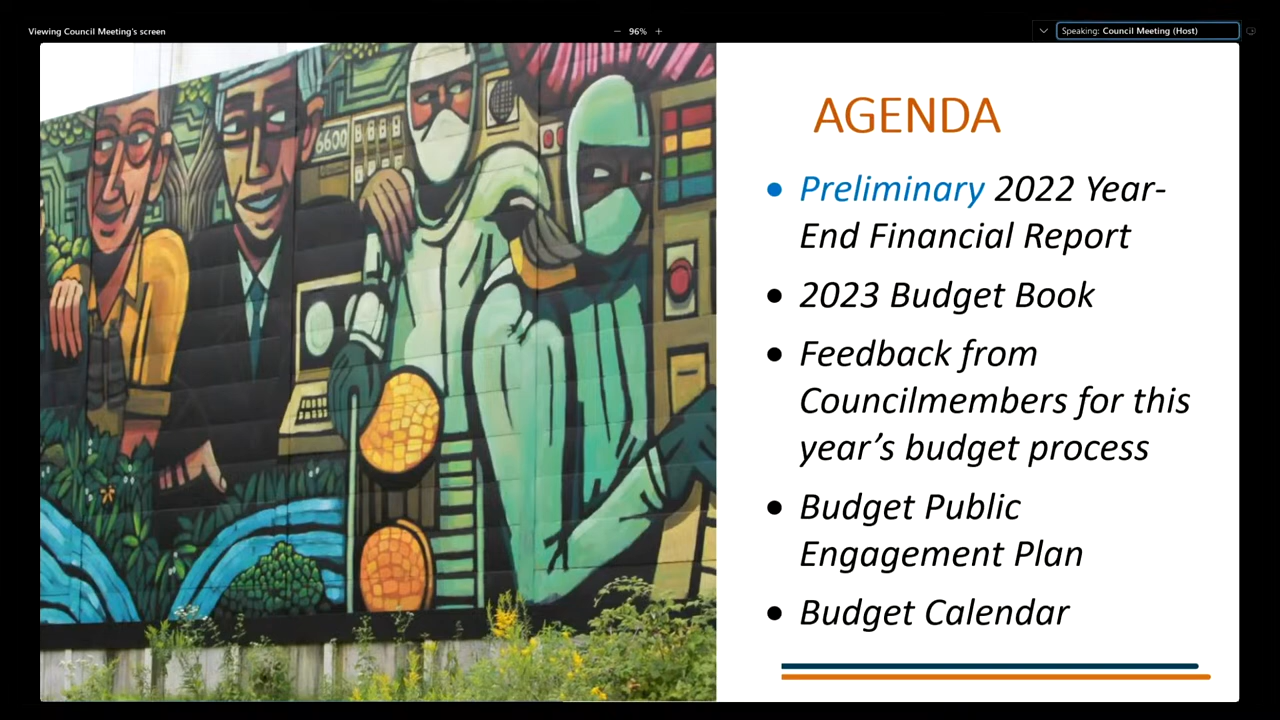 Viewing Council Meeting's screen
− 96% +
Speaking: Council Meeting (Host)
6600
AGENDA
• Preliminary 2022 Year-
End Financial Report
• 2023 Budget Book
• Feedback from
Councilmembers for this
year’s budget process
• Budget Public
Engagement Plan
• Budget Calendar